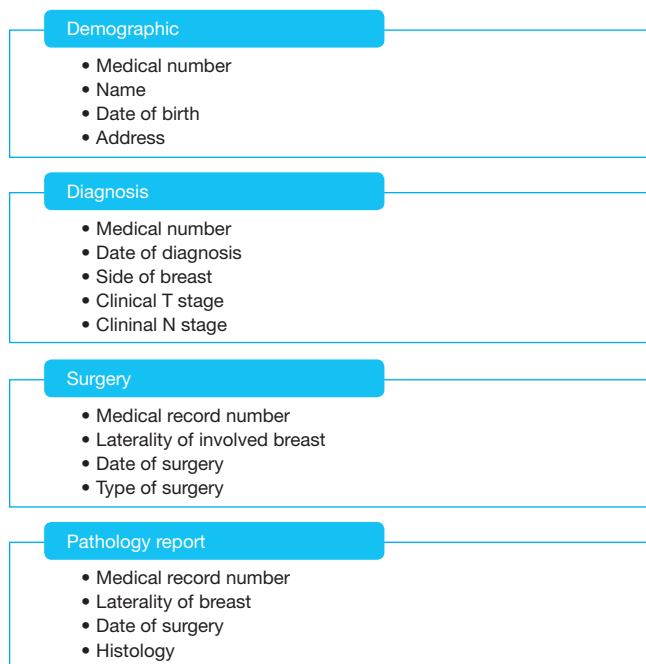 Demographic
• Medical number
• Name
• Date of birth
• Address
Diagnosis
• Medical number
• Date of diagnosis
• Side of breast
• Clinical T stage
• Clininal N stage
Surgery
• Medical record number
• Laterality of involved breast
• Date of surgery
• Type of surgery
Pathology report
• Medical record number
• Laterality of breast
• Date of surgery
• Histology